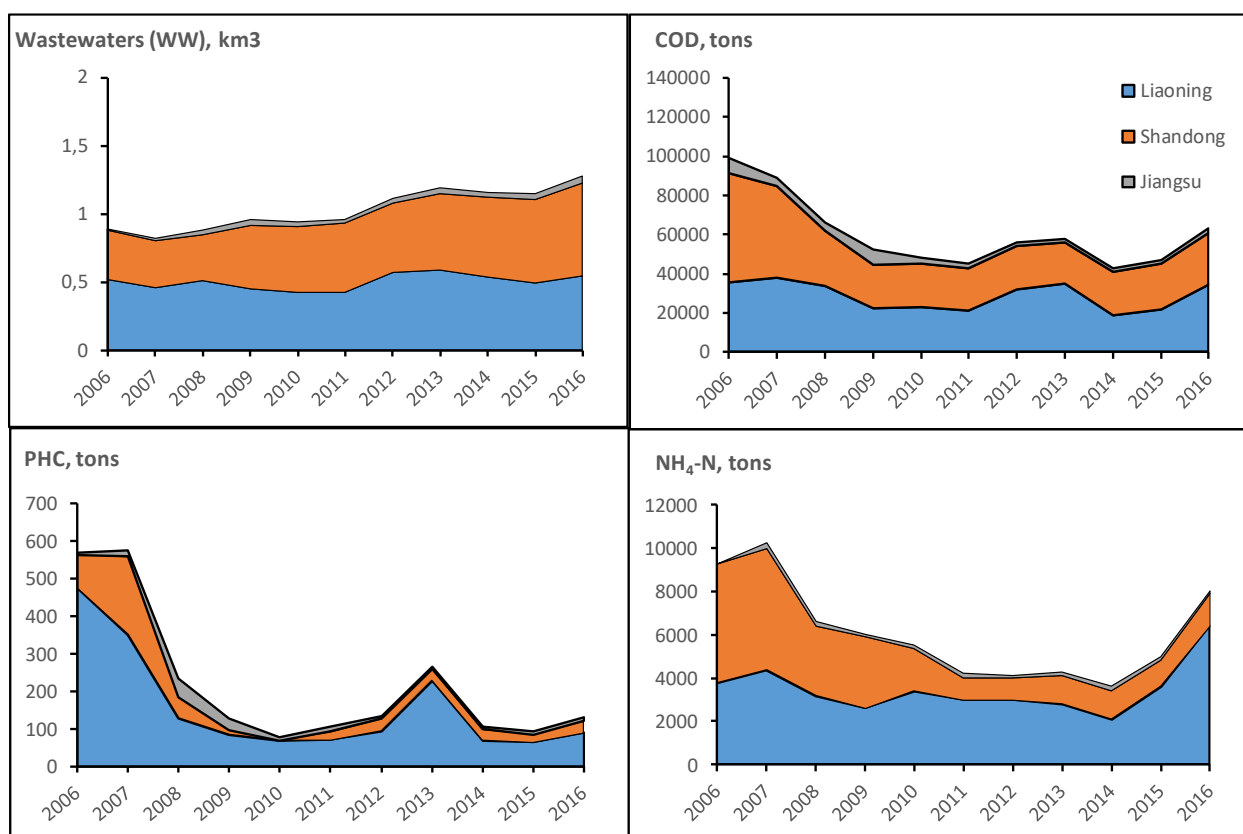 Wastewaters (WW), km3
2
1,5
1
0,5
0
2006 2007 2008 2009 2010 2011 2012 2013 2014 2015 2016
COD, tons
140000
120000
100000
80000
60000
40000
20000
0
2006 2007 2008 2009 2010 2011 2012 2013 2014 2015 2016
Liaoning
Shandong
Jiangsu
PHC, tons
700
600
500
400
300
200
100
0
2006 2007 2008 2009 2010 2011 2012 2013 2014 2015 2016
NH₄-N, tons
12000
10000
8000
6000
4000
2000
0
2006 2007 2008 2009 2010 2011 2012 2013 2014 2015 2016